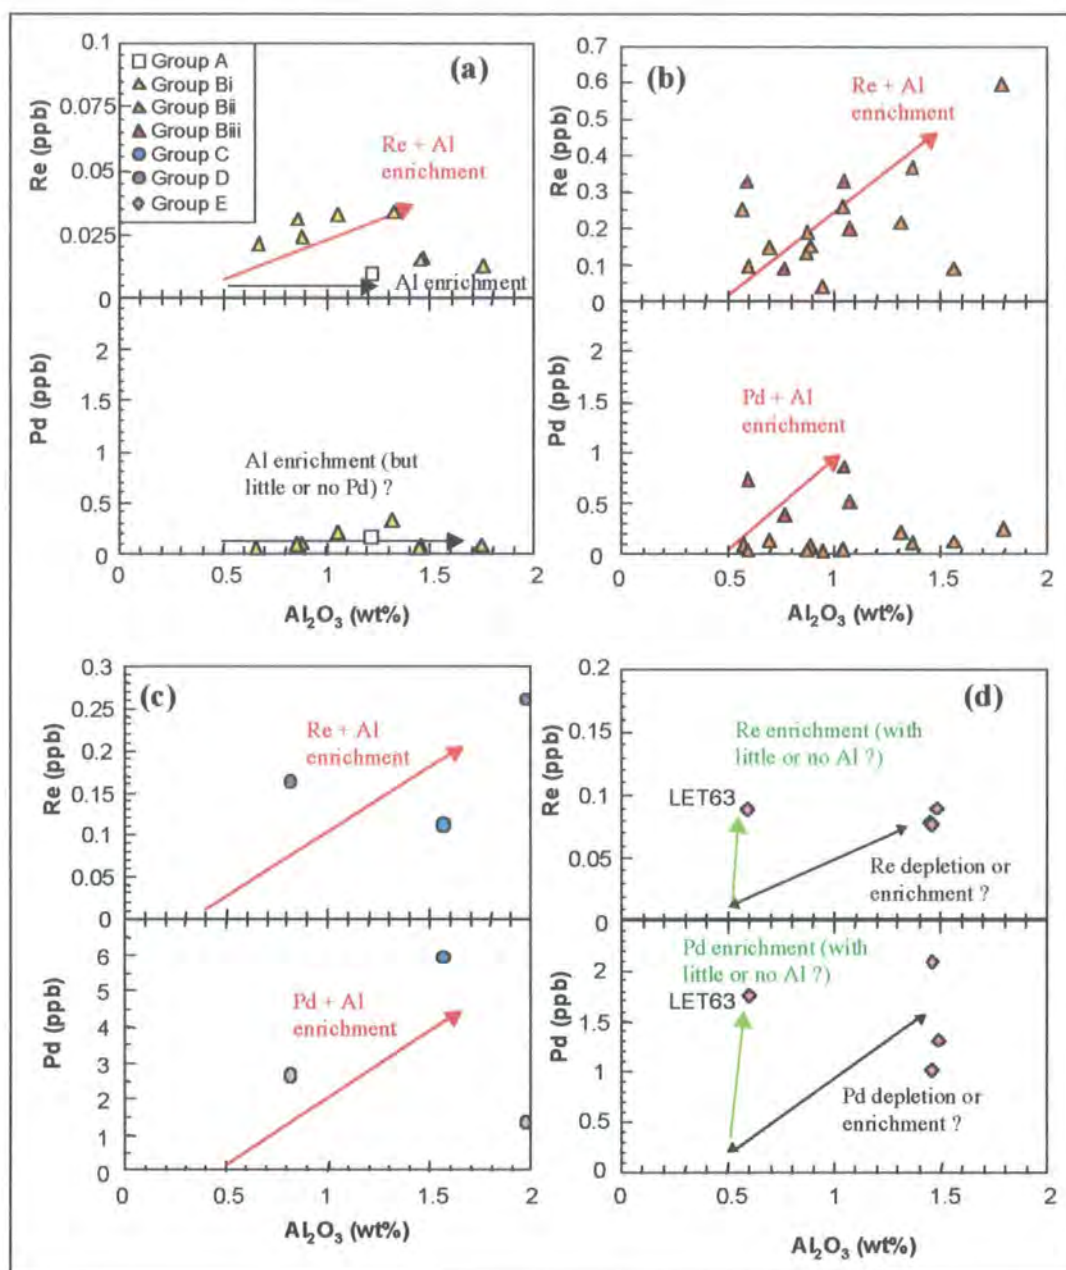 0.1
0.075
0.05
0.025
0
Re (ppb)
Group A
Group Bi
Group Bii
Group Biii
Group C
Group D
Group E
(a)
Re + Al
enrichment
Al enrichment
2
1.5
1
0.5
0
Pd (ppb)
Al enrichment (but
little or no Pd) ?
0
0.5
1
1.5
2
Al₂O₃ (wt%)
0.7
0.6
0.5
0.4
0.3
0.2
0.1
0
Re (ppb)
(b)
Re + Al
enrichment
2
1.5
1
0.5
0
Pd (ppb)
Pd + Al
enrichment
0
0.5
1
1.5
2
Al₂O₃ (wt%)
0.3
0.25
0.2
0.15
0.1
0.05
0
Re (ppb)
(c)
Re + Al
enrichment
6
5
4
3
2
1
0
Pd (ppb)
Pd + Al
enrichment
0
0.5
1
1.5
2
Al₂O₃ (wt%)
0.2
0.15
0.1
0.05
0
Re (ppb)
(d)
Re enrichment (with
little or no Al ?)
LET63
Re depletion or
enrichment ?
2
1.5
1
0.5
0
Pd (ppb)
Pd enrichment (with
little or no Al ?)
LET63
Pd depletion or
enrichment ?
0
0.5
1
1.5
2
Al₂O₃ (wt%)